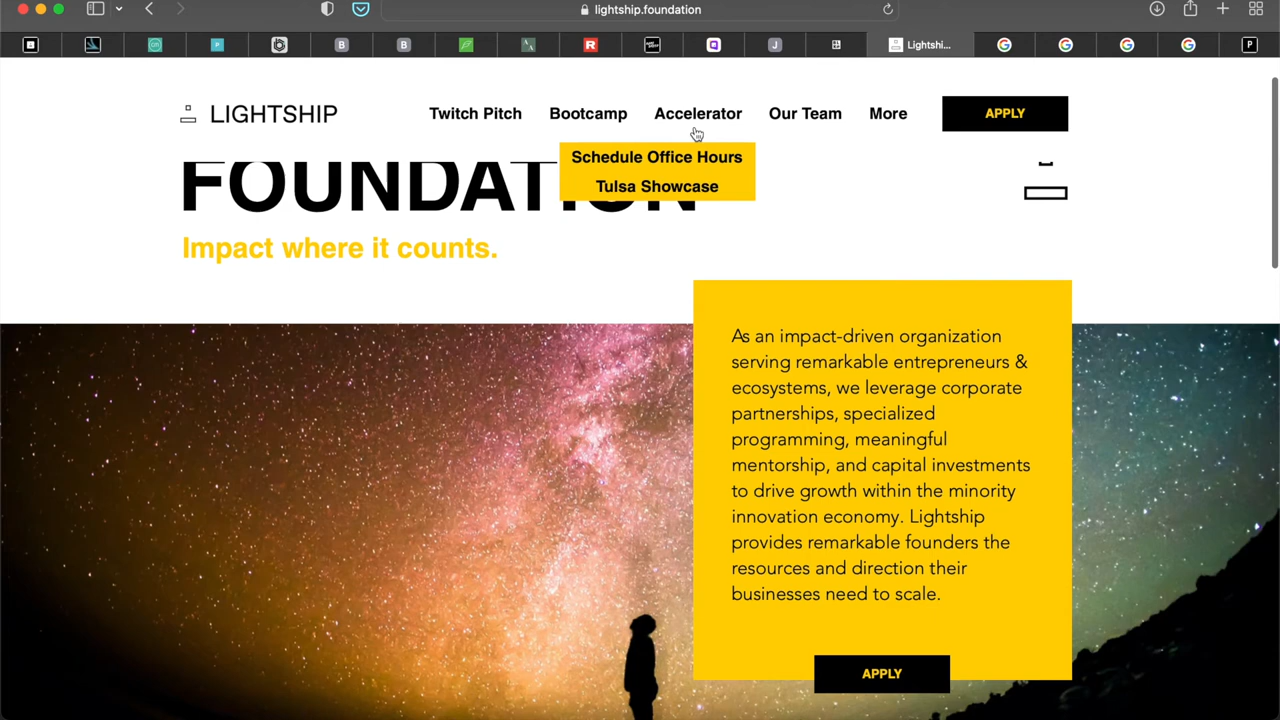 lightship.foundation
Lightshi...
LIGHTSHIP
Twitch Pitch
Bootcamp
Accelerator
Our Team
More
APPLY
Schedule Office Hours
Tulsa Showcase
FOUNDATION
Impact where it counts.
As an impact-driven organization
serving remarkable entrepreneurs &
ecosystems, we leverage corporate
partnerships, specialized
programming, meaningful
mentorship, and capital investments
to drive growth within the minority
innovation economy. Lightship
provides remarkable founders the
resources and direction their
businesses need to scale.
APPLY